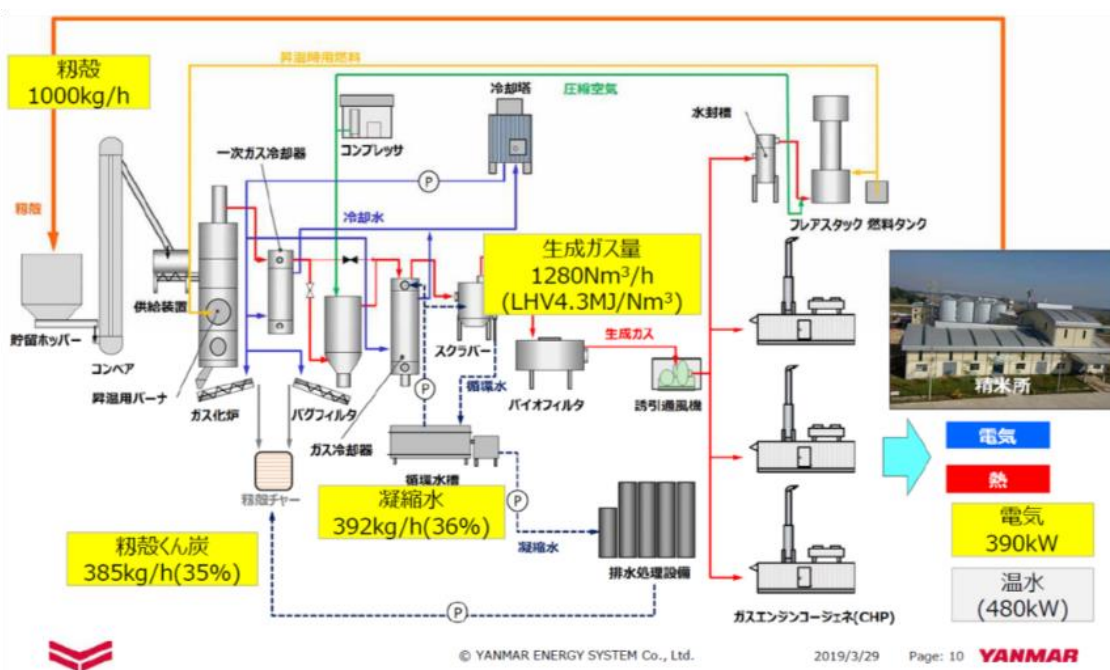 籾殻
1000kg/h
昇温時用燃料
圧縮空気
冷却塔
水封槽
コンプレッサ
一次ガス冷却器
P
籾殻
冷却水
フレアスタック
燃料タンク
生成ガス量
1280Nm³/h
(LHV4.3MJ/Nm³)
供給装置
貯留ホッパー
コンベア
スクラバー
生成ガス
昇温用バーナ
ガス化炉
バグフィルタ
ガス冷却器
P
循環水
バイオフィルタ
誘引通風機
精米所
電気
循環水槽
熱
籾殻チャー
凝縮水
392kg/h(36%)
P
凝縮水
電気
390kW
籾殻くん炭
385kg/h(35%)
排水処理設備
温水
(480kW)
P
ガスエンジンコージェネ(CHP)
© YANMAR ENERGY SYSTEM Co., Ltd.
2019/3/29
Page: 10
YANMAR